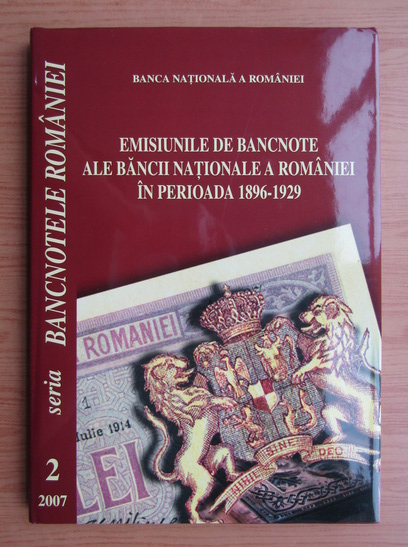 BANCA NAȚIONALĂ A ROMÂNIEI
EMISIUNILE DE BANCNOTE
ALE BĂNCII NAȚIONALE A ROMÂNIEI
ÎN PERIOADA 1896-1929
seria BANCNOTELE ROMÂNIEI
2
2007
ROMANIEI
Iulie 1914
LEI
NIHIL SINE DEO